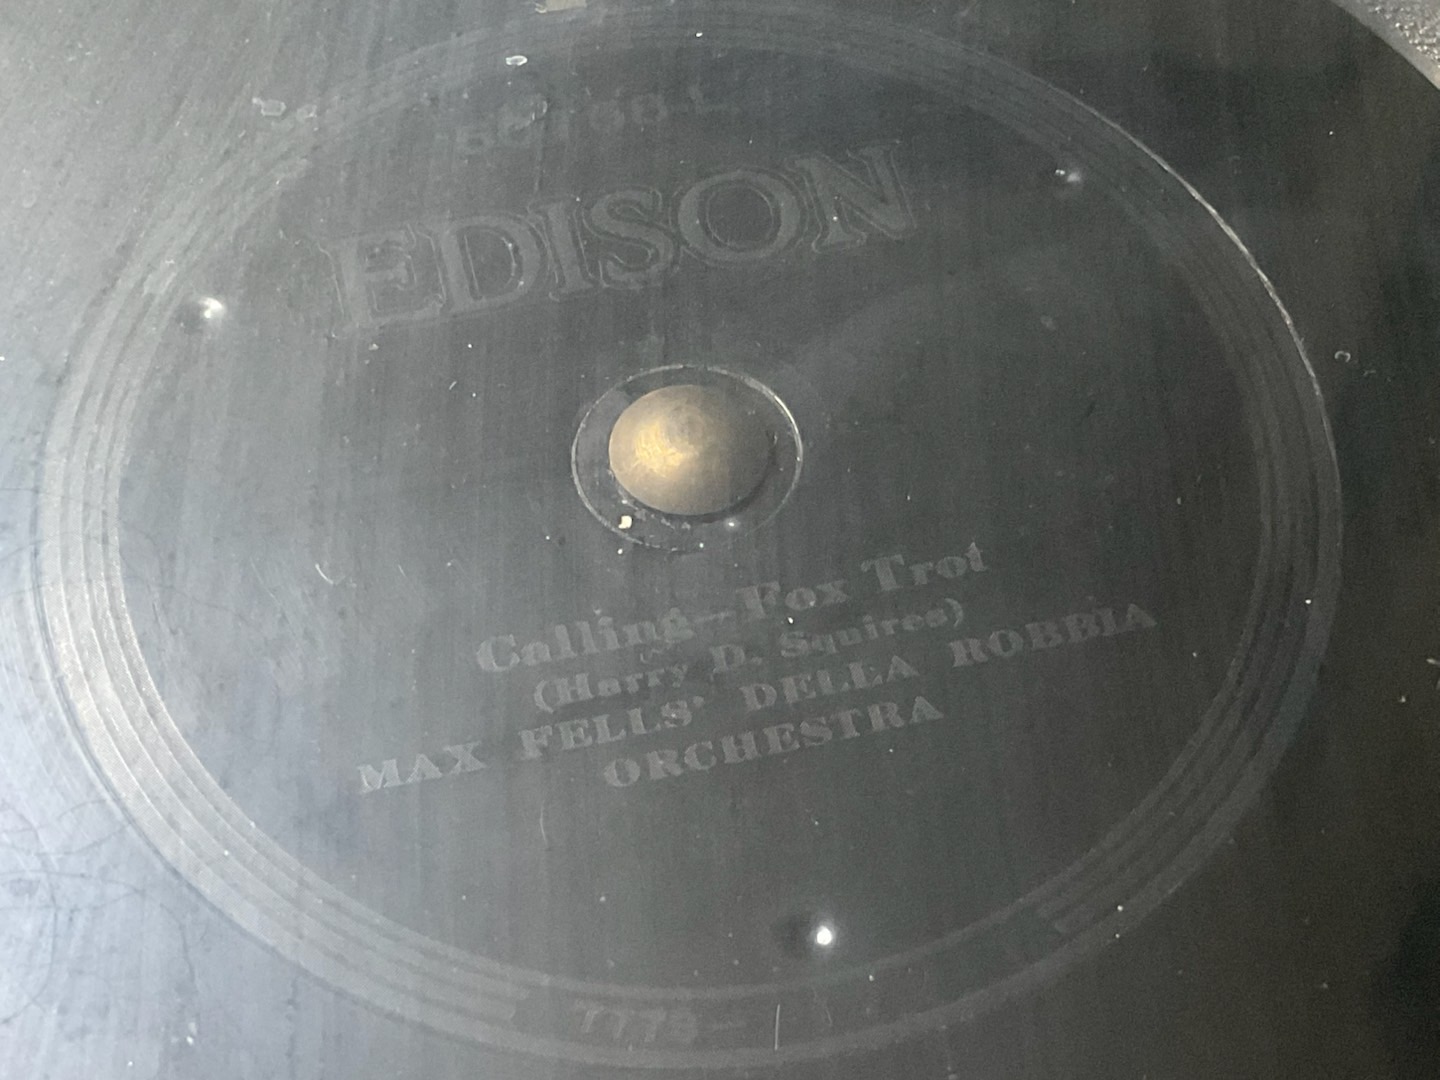 EDISON
Calling—Fox Trot
(Harry D. Squires)
MAX FELLS' DELLA ROBBIA
ORCHESTRA